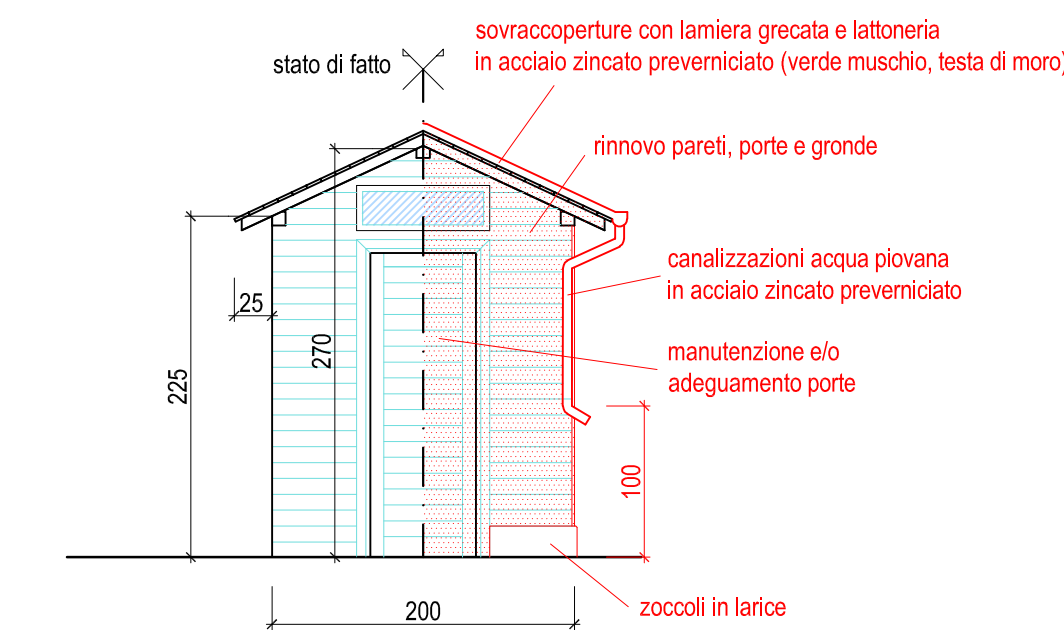 sovraccoperture con lamiera grecata e lattoneria
in acciaio zincato preverniciato (verde muschio, testa di moro)
stato di fatto
rinnovo pareti, porte e gronde
canalizzazioni acqua piovana
in acciaio zincato preverniciato
25
270
manutenzione e/o
adeguamento porte
225
100
200
zoccoli in larice